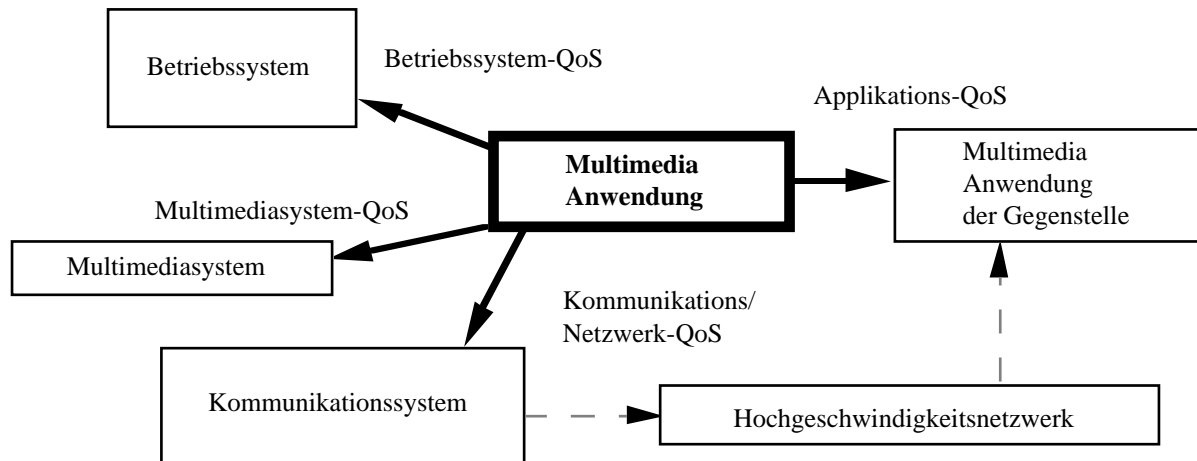 Betriebssystem
Betriebssystem-QoS
Applikations-QoS
Multimedia
Anwendung
Multimedia
Anwendung
der Gegenstelle
Multimediasystem-QoS
Multimediasystem
Kommunikations/
Netzwerk-QoS
Kommunikationssystem
Hochgeschwindigkeitsnetzwerk